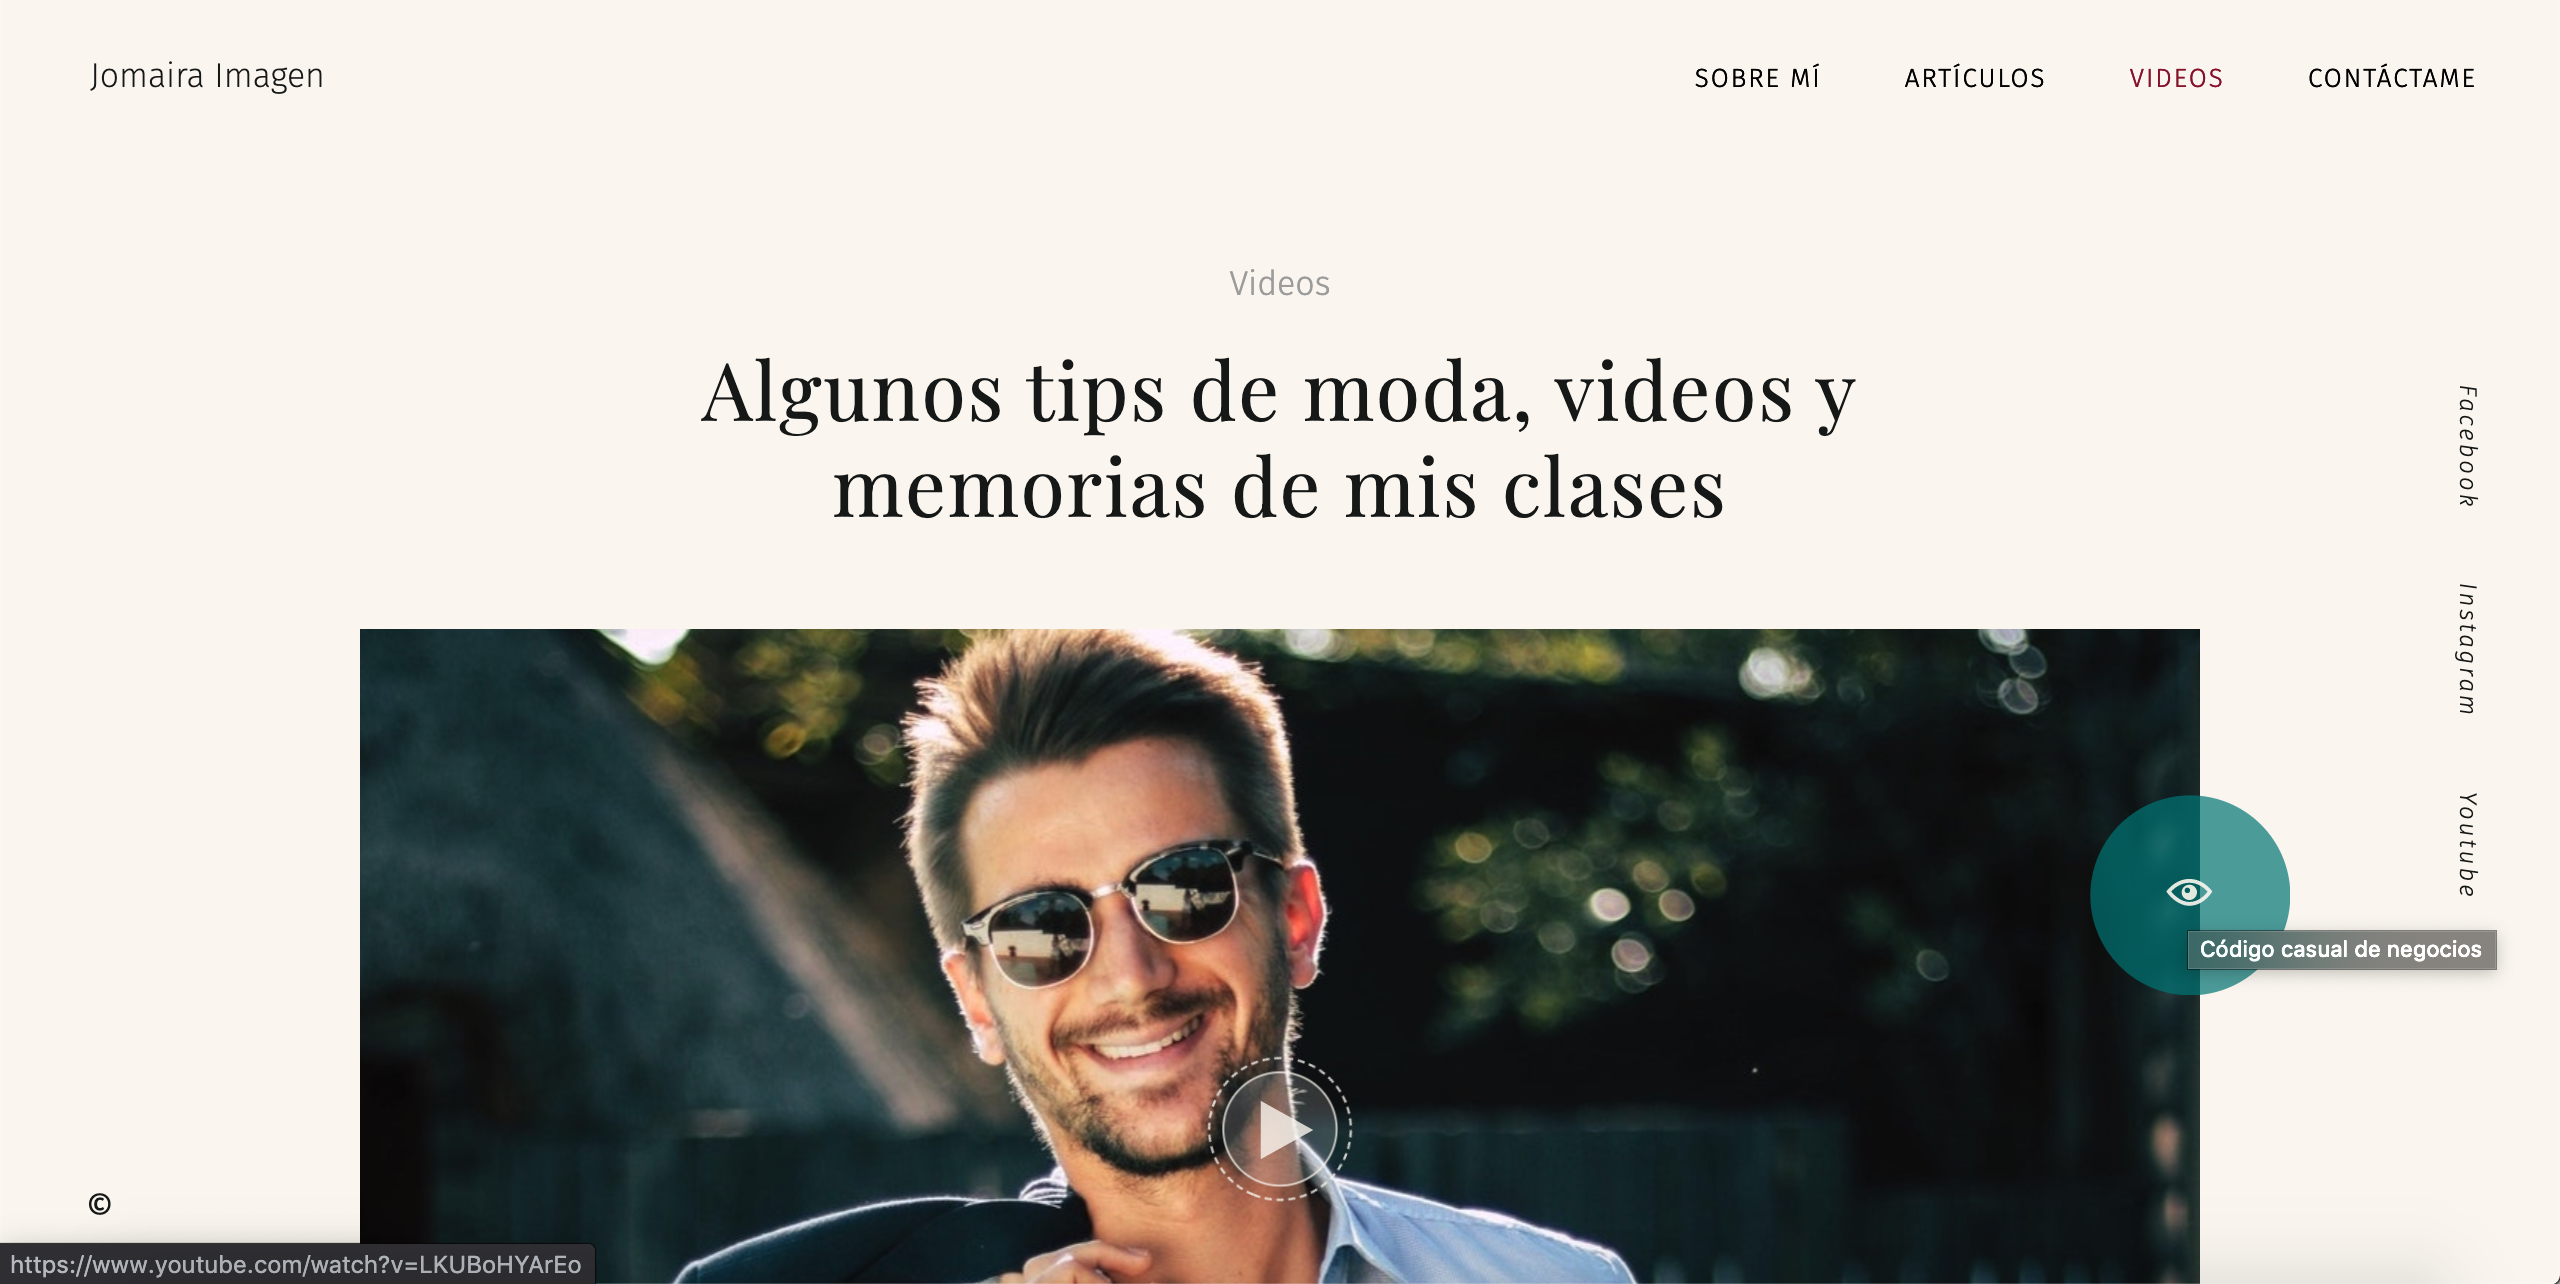 Jomaira Imagen
SOBRE MÍ
ARTÍCULOS
VIDEOS
CONTÁCTAME
Videos
Algunos tips de moda, videos y
memorias de mis clases
Facebook
Instagram
Youtube
Código casual de negocios
©
https://www.youtube.com/watch?v=LKUBoHYArEo